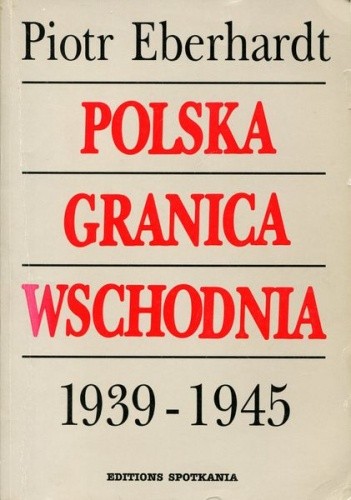 Piotr Eberhardt
POLSKA
GRANICA
WSCHODNIA
1939-1945
EDITIONS SPOTKANIA